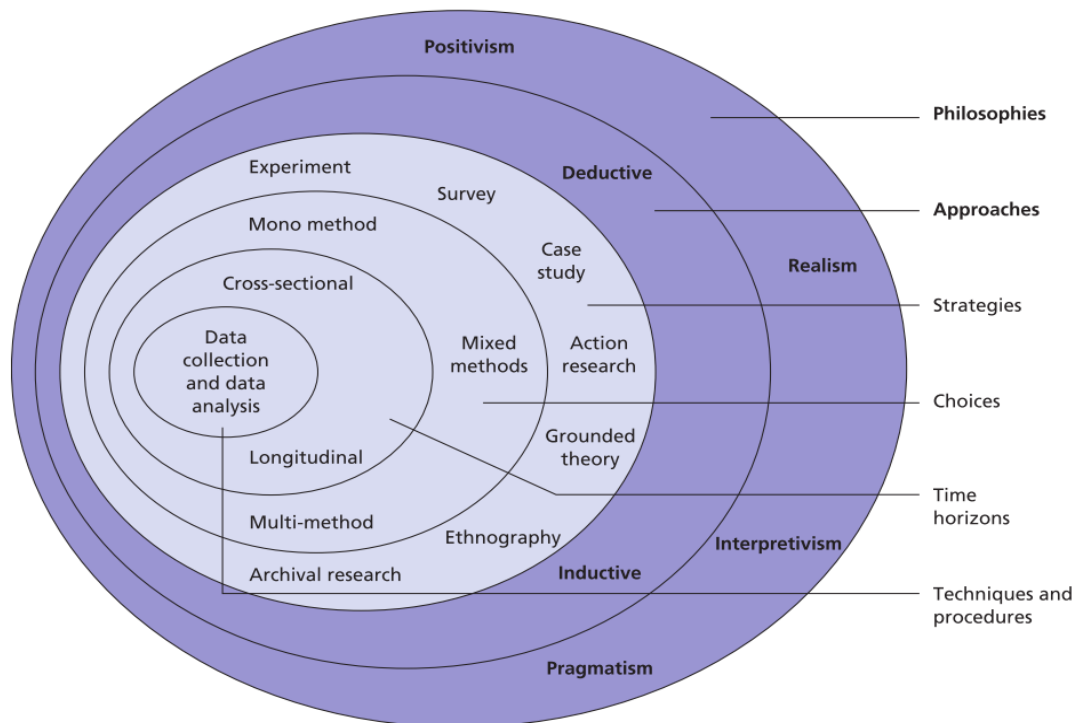 Positivism
Philosophies
Experiment
Deductive
Survey
Approaches
Mono method
Case
study
Realism
Cross-sectional
Strategies
Data
collection
and data
analysis
Mixed
methods
Action
research
Choices
Longitudinal
Grounded
theory
Time
horizons
Multi-method
Ethnography
Interpretivism
Archival research
Inductive
Techniques and
procedures
Pragmatism